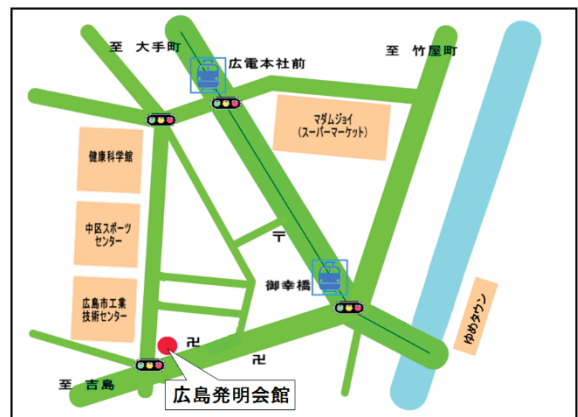 至 大手町
広電本社前
至 竹屋町
マダムジョイ
(スーパーマーケット)
健康科学館
中区スポーツ
センター
〒
御幸橋
広島市工業
技術センター
ゆめタウン
卍
卍
至 吉島
広島発明会館